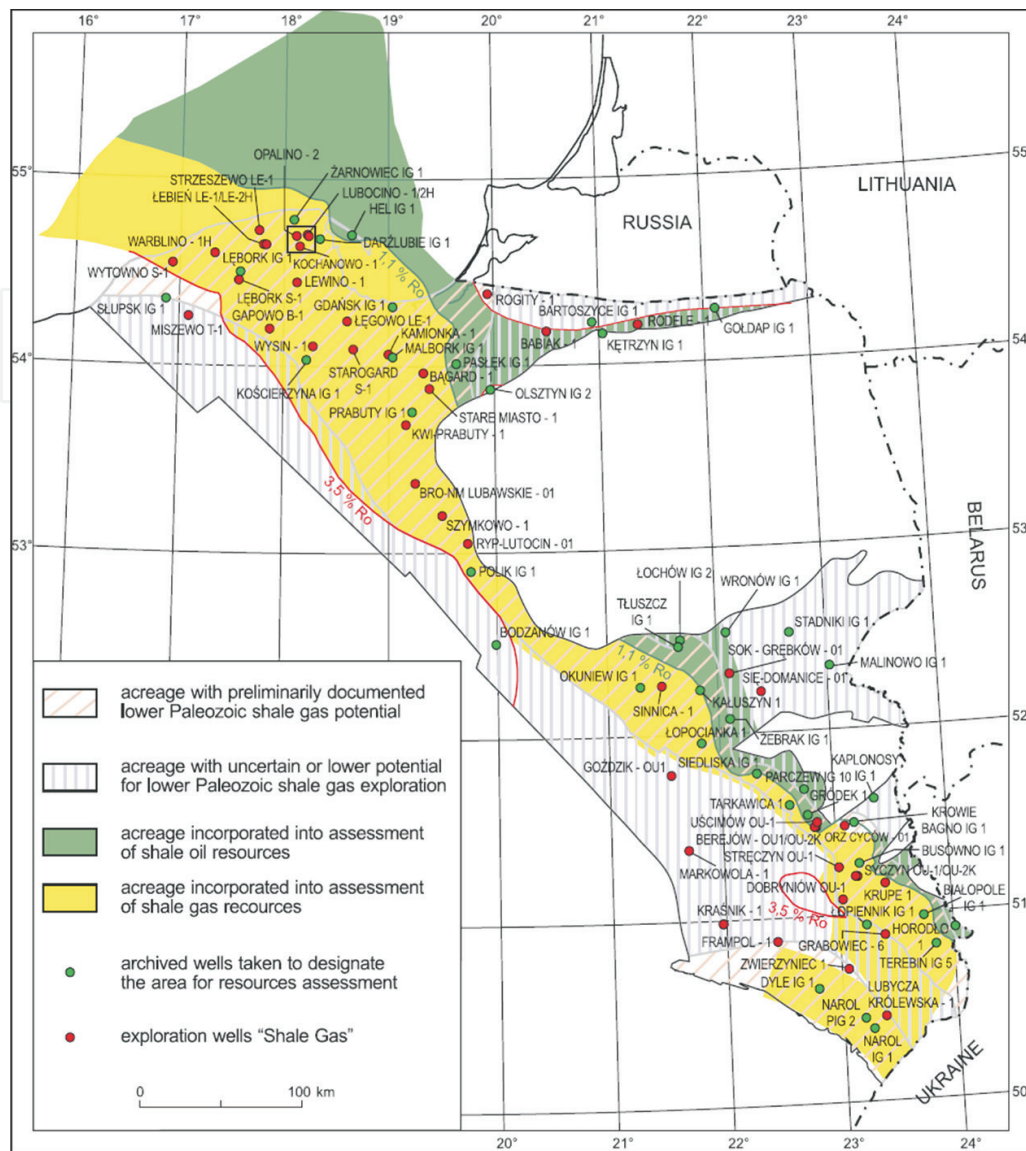 16° 17° 18° 19° 20° 21° 22° 23° 24°
55°
55°
OPALINO - 2
ŻARNOWIEC IG 1
STRZESZEWO LE-1
LUBOCINO - 1/2H
ŁEBIEŃ LE-1/LE-2H
HEL IG 1
LITHUANIA
RUSSIA
WARBLINO - 1H
DARŻLUBIE IG 1
LĘBORK IG 1
KOCHANOWO - 1
1,1 % Ro
WYTOWNO S-1
LEWINO - 1
ROGITY - 1
SŁUPSK IG 1
LĘBORK S-1
GDAŃSK IG 1
BARTOSZYCE IG 1
MISZEWO T-1
GAPOWO B-1
ŁĘGOWO LE-1
RODELE - 1
KAMIONKA - 1
BABIAK - 1
GOŁDAP IG 1
54°
54°
WYSIN - 1
MALBORK IG 1
KĘTRZYN IG 1
STAROGARD
S-1
PASŁĘK IG 1
BAGARD - 1
KOŚCIERZYNA IG 1
OLSZTYN IG 2
PRABUTY IG 1
STARE MIASTO - 1
KWI-PRABUTY - 1
3,5 % Ro
BRO-NM LUBAWSKIE - 01
SZYMKOWO - 1
53°
53°
RYP-LUTOCIN - 01
BELARUS
POLIK IG 1
ŁOCHÓW IG 2
WRONÓW IG 1
TŁUSZCZ
IG 1
BODZANÓW IG 1
STADNIKI IG 1
SOK - GRĘBKÓW - 01
1,1 % Ro
MALINOWO IG 1
OKUNIEW IG 1
SIE-DOMANICE - 01
SINNICA - 1
KAŁUSZYN 1
52°
ŁOPOCIANKA 1
ŻEBRAK IG 1
SIEDLISKA IG 1
KAPLONOSY
IG 1
GOŹDZIK - OU1
PARCZEW IG 10
GRÓDEK 1
TARKAWICA 1
KROWIE
BAGNO IG 1
UŚCIMÓW OU-1
ORZ CYCÓW - 01
BEREJÓW - OU1/OU-2K
BUSÓWNO IG 1
STRĘCZYN OU-1
SYCZYN OU-1/OU-2K
MARKOWOLA - 1
DOBRYNIÓW OU-1
KRUPE 1
BIAŁOPOLE
IG 1
51°
3,5 % Ro
ŁOPIENNIK IG 1
KRAŚNIK - 1
HORODŁO
1
FRAMPOL - 1
GRABOWIEC - 6
ZWIERZYNIEC 1
TEREBIN IG 5
DYLE IG 1
LUBYCZA
KRÓLEWSKA - 1
NAROL
PIG 2
NAROL
IG 1
UKRAINE
50°
acreage with preliminarily documented
lower Paleozoic shale gas potential
acreage with uncertain or lower potential
for lower Paleozoic shale gas exploration
acreage incorporated into assessment
of shale oil resources
acreage incorporated into assessment
of shale gas recources
archived wells taken to designate
the area for resources assessment
exploration wells "Shale Gas"
0 100 km
20° 21° 22° 23° 24°